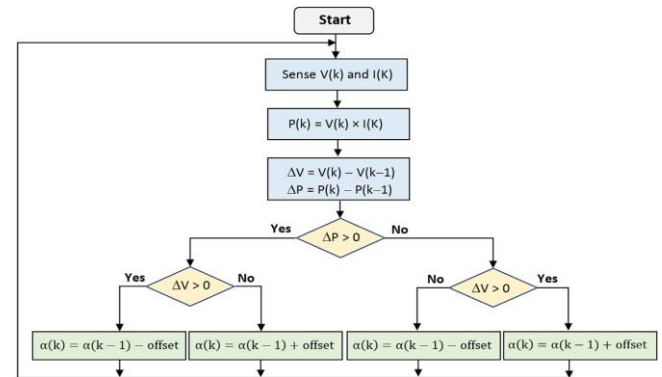 Start
Sense V(k) and I(K)
P(k) = V(k) × I(K)
ΔV = V(k) − V(k−1)
ΔP = P(k) − P(k−1)
Yes
ΔP > 0
No
Yes
ΔV > 0
No
No
ΔV > 0
Yes
α(k) = α(k − 1) − offset
α(k) = α(k − 1) + offset
α(k) = α(k − 1) − offset
α(k) = α(k − 1) + offset